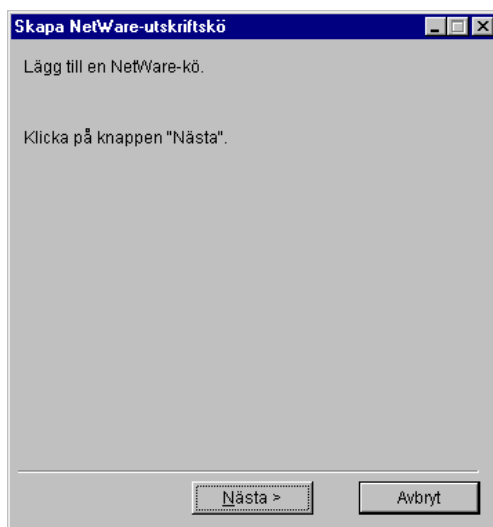 Skapa NetWare-utskriftskö
Lägg till en NetWare-kö.
Klicka på knappen "Nästa".
Nästa >
Avbryt